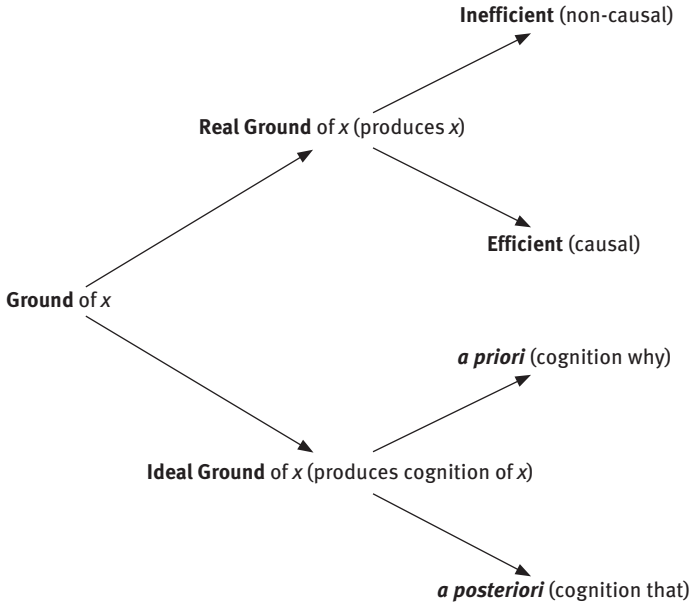 Inefficient (non-causal)
Real Ground of x (produces x)
Efficient (causal)
Ground of x
a priori (cognition why)
Ideal Ground of x (produces cognition of x)
a posteriori (cognition that)